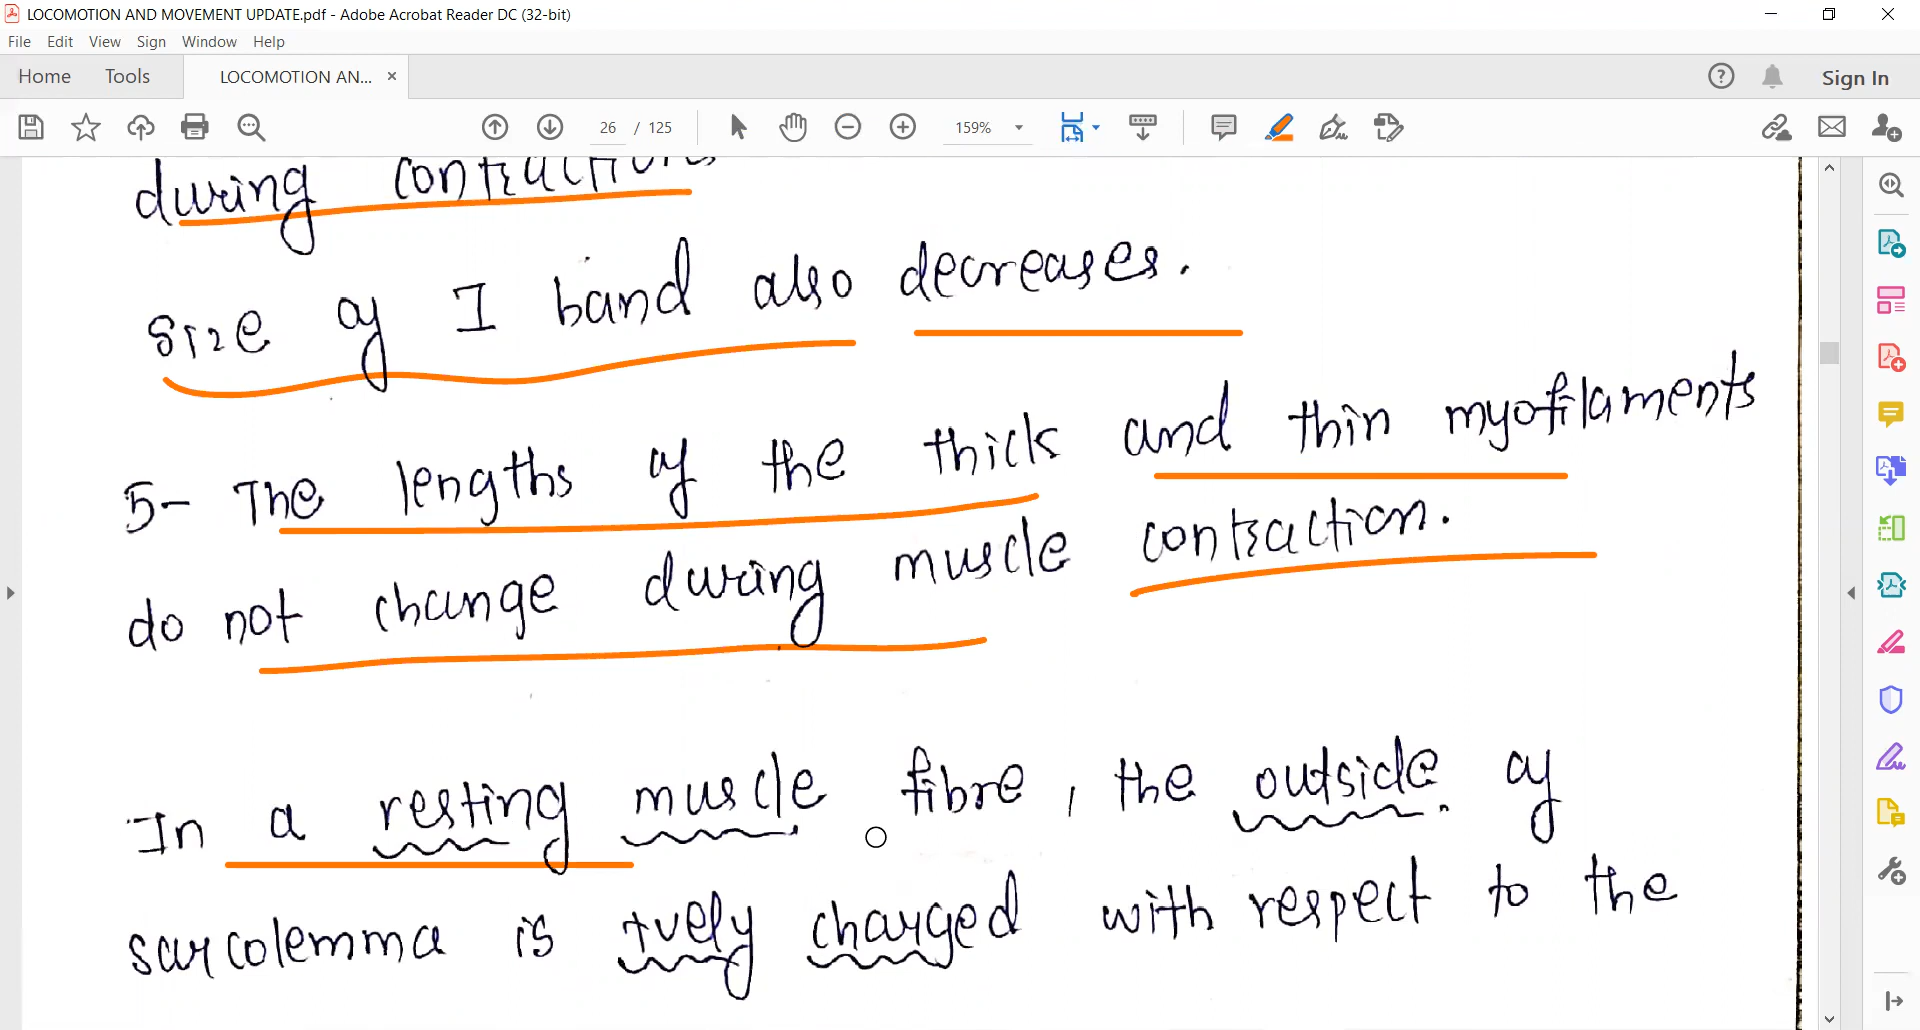 LOCOMOTION AND MOVEMENT UPDATE.pdf - Adobe Acrobat Reader DC (32-bit)
File Edit View Sign Window Help
Home Tools LOCOMOTION AN... × Sign In
26 / 125 159%
during contractions
size of I band also decreases.
5- The lengths of the thick and thin myofilaments
do not change during muscle contraction.
In a resting muscle fibre, the outside of
sarcolemma is +vely charged with respect to the